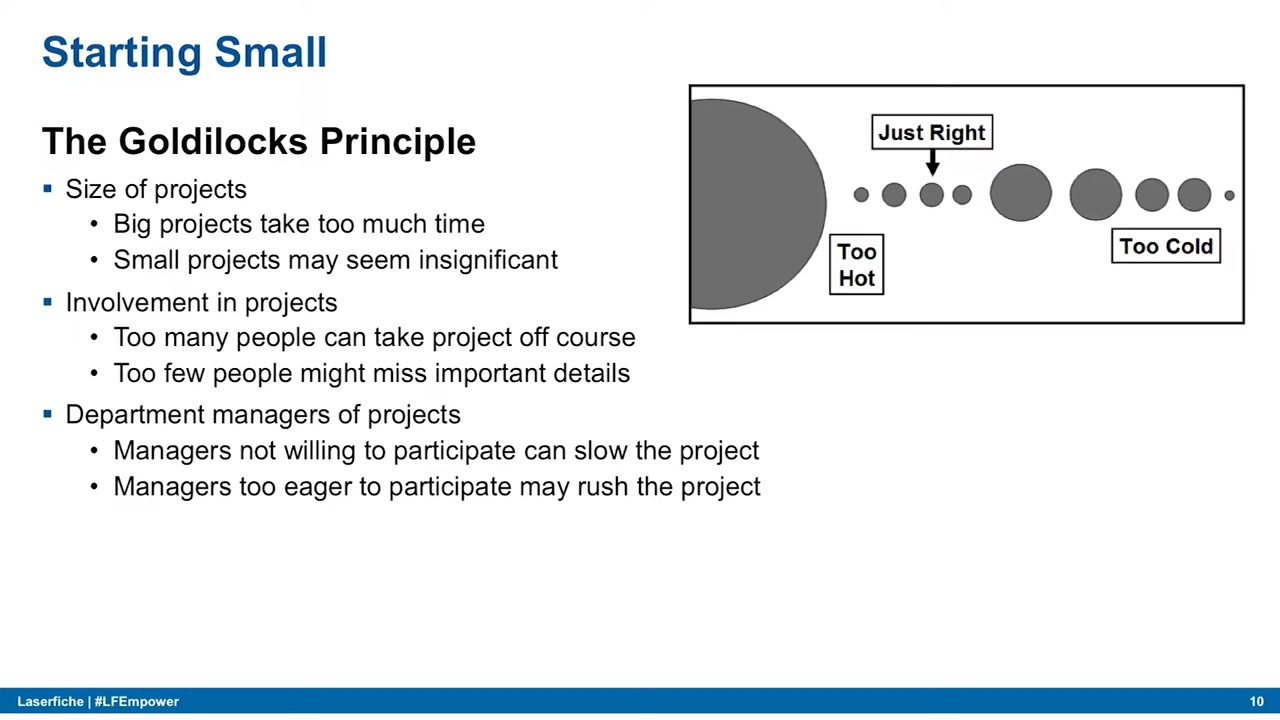 Starting Small
The Goldilocks Principle
▪ Size of projects
• Big projects take too much time
• Small projects may seem insignificant
▪ Involvement in projects
• Too many people can take project off course
• Too few people might miss important details
▪ Department managers of projects
• Managers not willing to participate can slow the project
• Managers too eager to participate may rush the project
Just Right
Too
Hot
Too Cold
Laserfiche | #LFEmpower
10